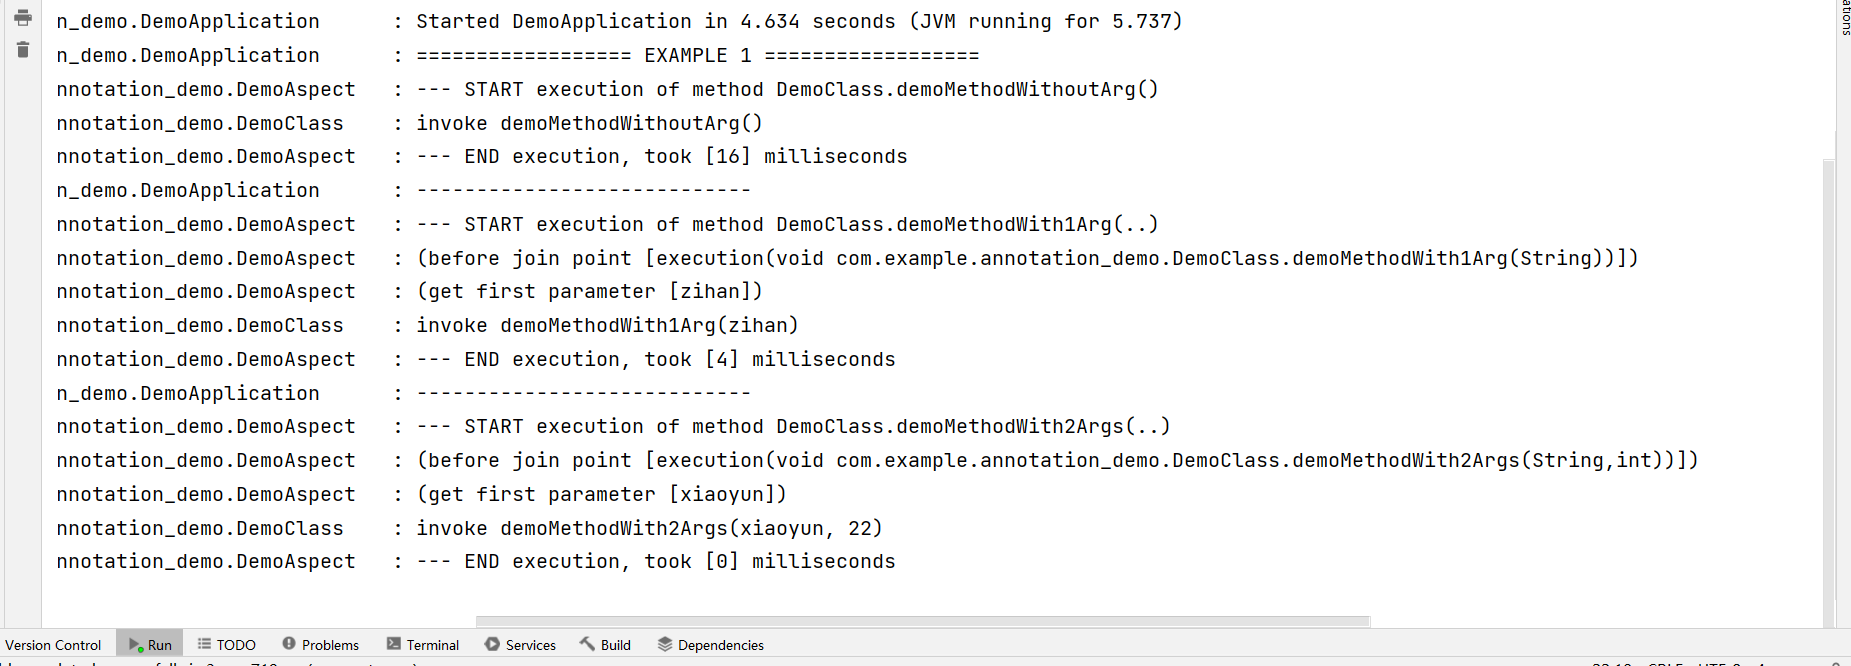 n_demo.DemoApplication      : Started DemoApplication in 4.634 seconds (JVM running for 5.737)
n_demo.DemoApplication      : ================== EXAMPLE 1 ==================
nnotation_demo.DemoAspect   : --- START execution of method DemoClass.demoMethodWithoutArg()
nnotation_demo.DemoClass    : invoke demoMethodWithoutArg()
nnotation_demo.DemoAspect   : --- END execution, took [16] milliseconds
n_demo.DemoApplication      : ----------------------------
nnotation_demo.DemoAspect   : --- START execution of method DemoClass.demoMethodWith1Arg(..)
nnotation_demo.DemoAspect   : (before join point [execution(void com.example.annotation_demo.DemoClass.demoMethodWith1Arg(String))])
nnotation_demo.DemoAspect   : (get first parameter [zihan])
nnotation_demo.DemoClass    : invoke demoMethodWith1Arg(zihan)
nnotation_demo.DemoAspect   : --- END execution, took [4] milliseconds
n_demo.DemoApplication      : ----------------------------
nnotation_demo.DemoAspect   : --- START execution of method DemoClass.demoMethodWith2Args(..)
nnotation_demo.DemoAspect   : (before join point [execution(void com.example.annotation_demo.DemoClass.demoMethodWith2Args(String,int))])
nnotation_demo.DemoAspect   : (get first parameter [xiaoyun])
nnotation_demo.DemoClass    : invoke demoMethodWith2Args(xiaoyun, 22)
nnotation_demo.DemoAspect   : --- END execution, took [0] milliseconds
ations
Version Control Run TODO Problems Terminal Services Build Dependencies